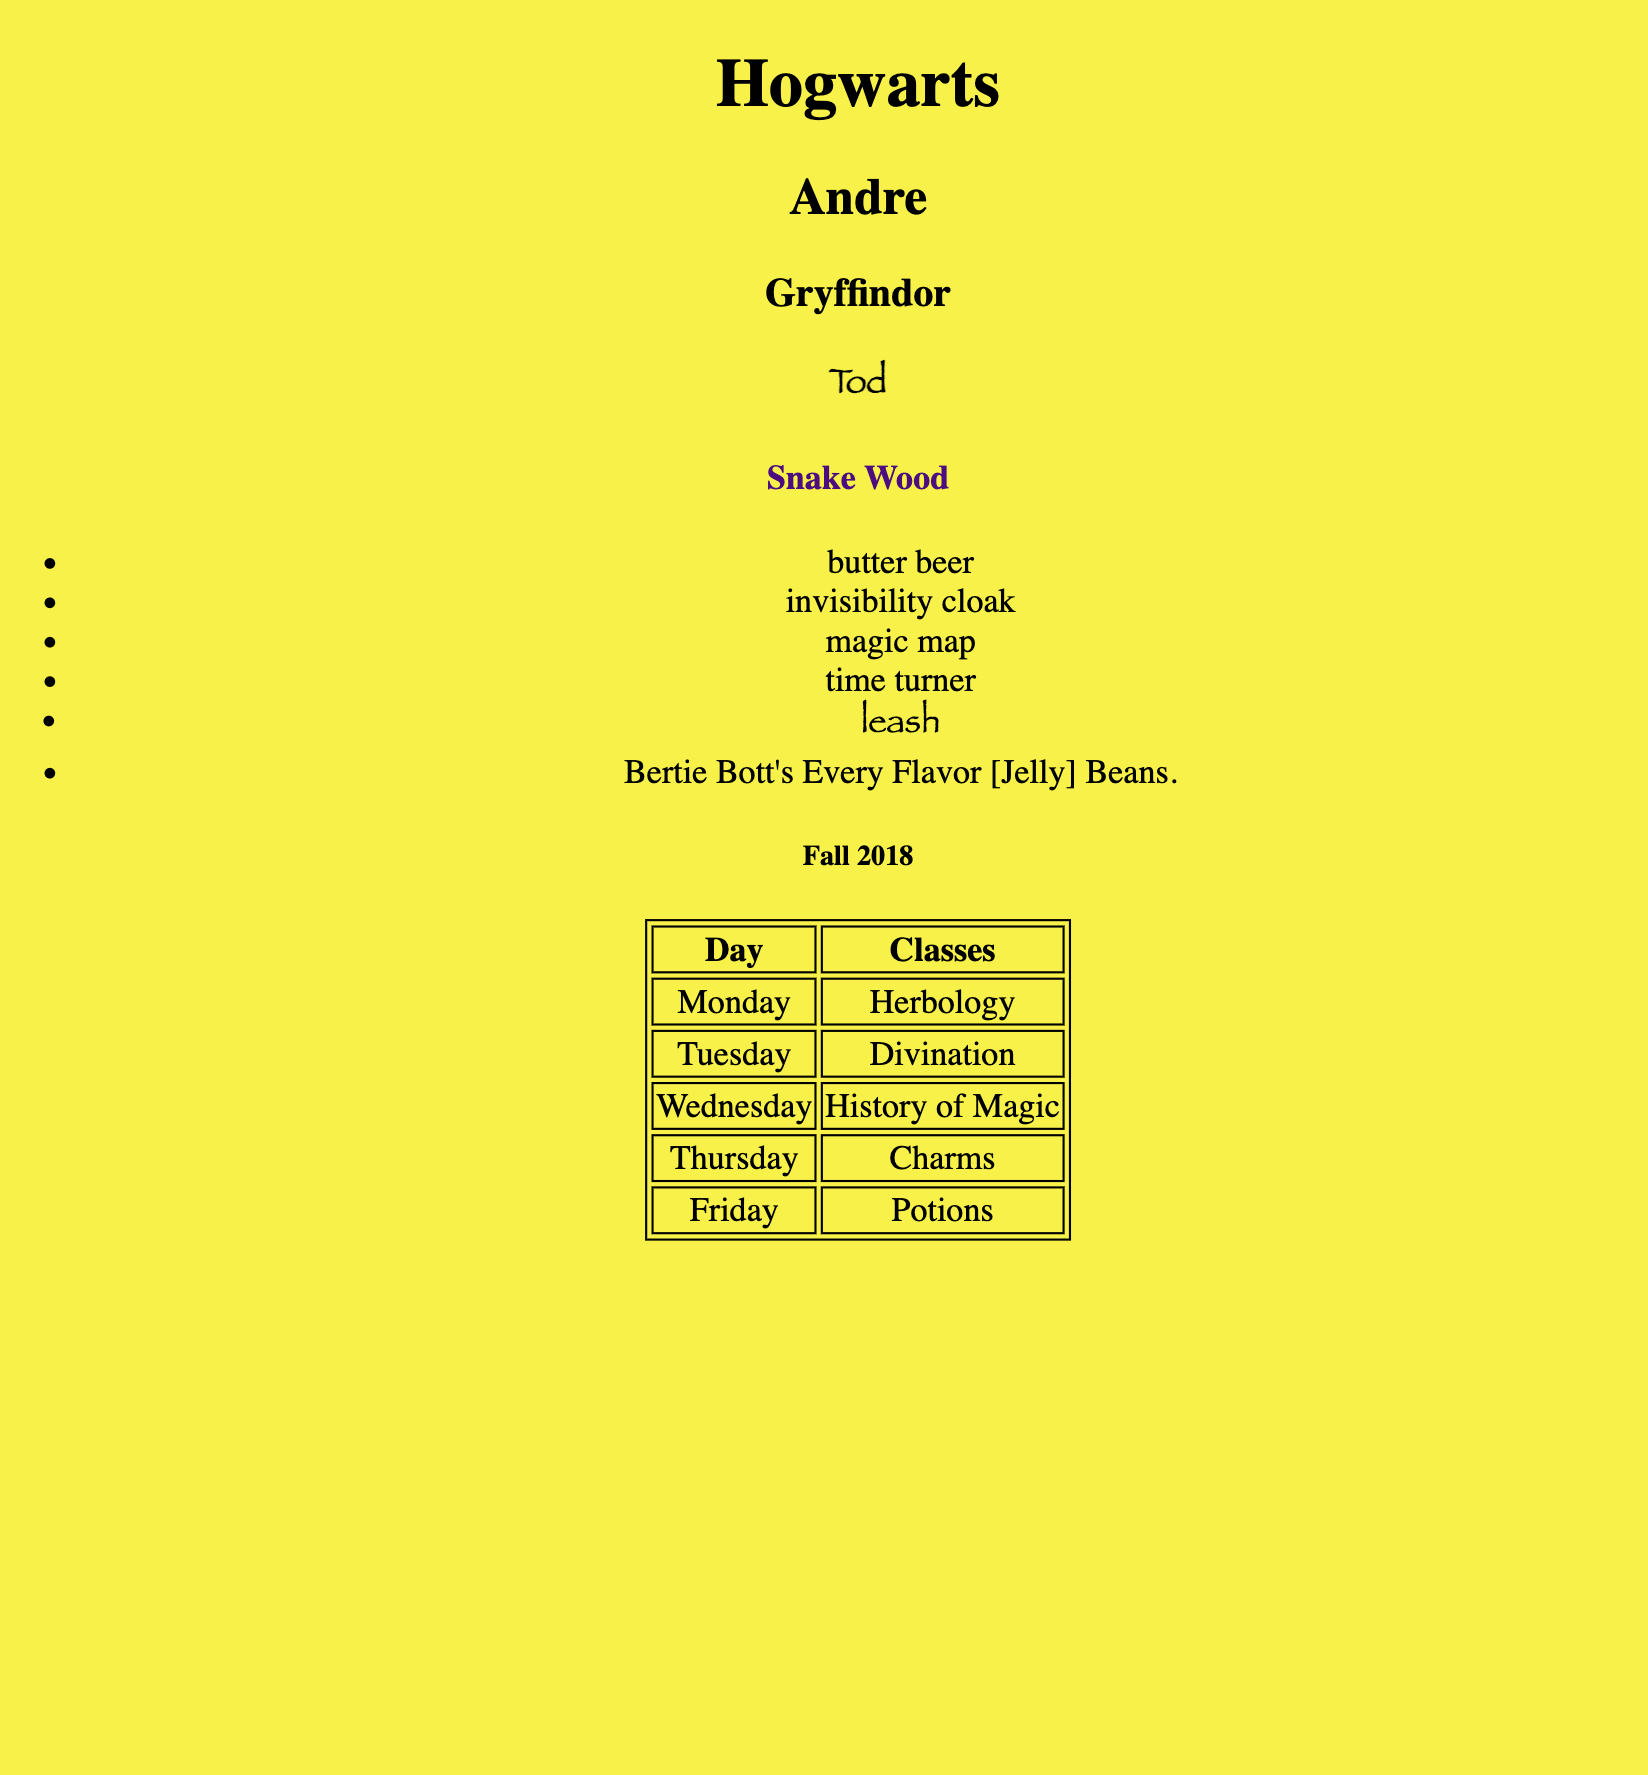 Hogwarts
Andre
Gryffindor
Tod
Snake Wood
• butter beer
• invisibility cloak
• magic map
• time turner
• leash
• Bertie Bott's Every Flavor [Jelly] Beans.
Fall 2018
Day Classes
Monday Herbology
Tuesday Divination
Wednesday History of Magic
Thursday Charms
Friday Potions